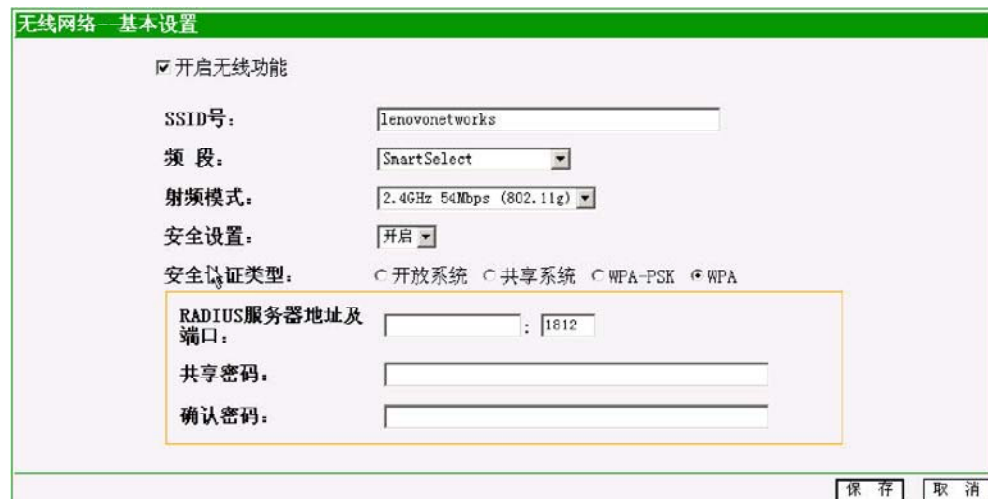 无线网络--基本设置
开启无线功能
SSID号： lenovonetworks
频 段： SmartSelect
射频模式： 2.4GHz 54Mbps (802.11g)
安全设置： 开启
安全认证类型： 开放系统 共享系统 WPA-PSK WPA
RADIUS服务器地址及
端口： : 1812
共享密码：
确认密码：
保 存 取 消